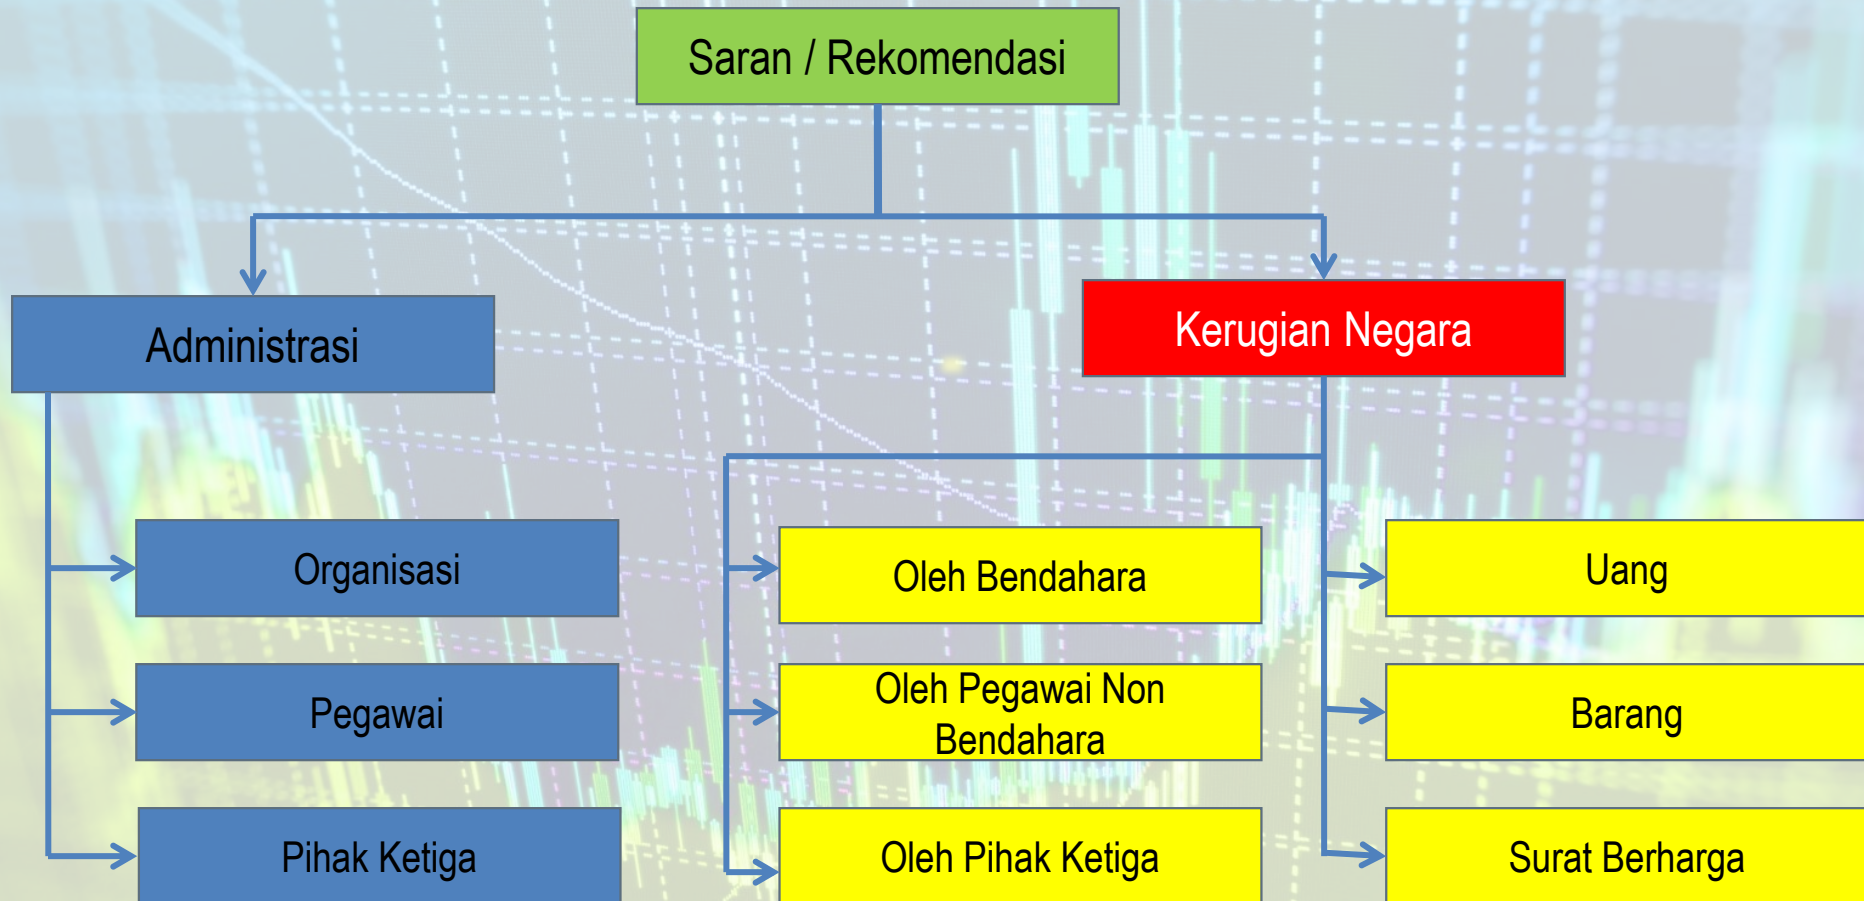 Saran / Rekomendasi
Administrasi
Kerugian Negara
Organisasi
Pegawai
Pihak Ketiga
Oleh Bendahara
Oleh Pegawai Non
Bendahara
Oleh Pihak Ketiga
Uang
Barang
Surat Berharga